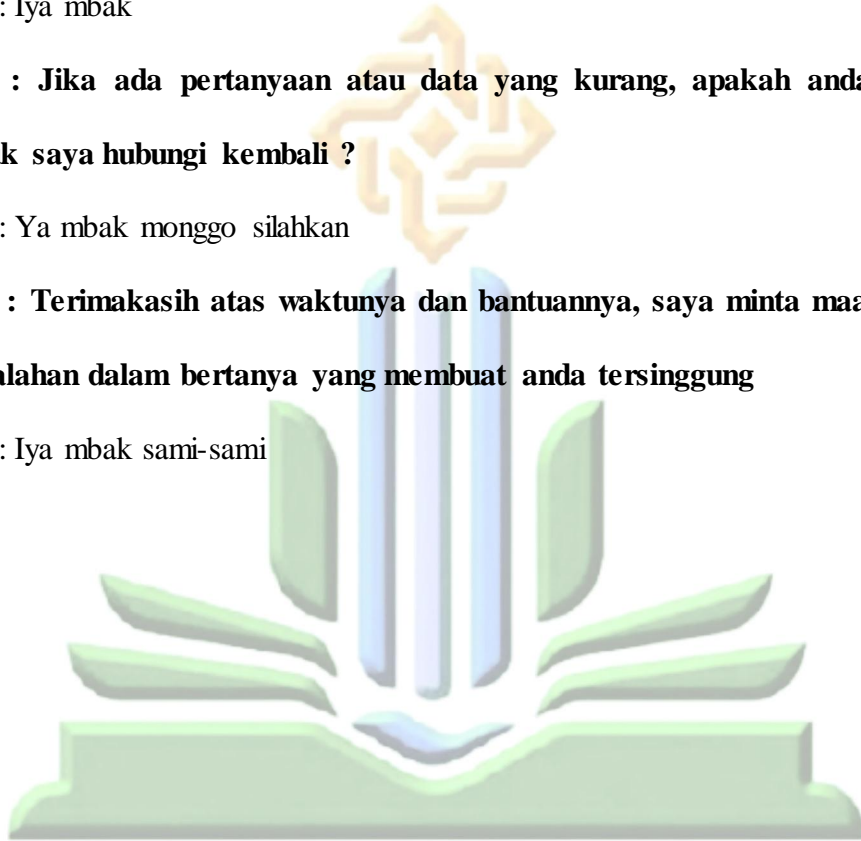 : Iya mbak
: Jika ada pertanyaan atau data yang kurang, apakah anda
k saya hubungi kembali ?
: Ya mbak monggo silahkan
: Terimakasih atas waktunya dan bantuannya, saya minta maa
alahan dalam bertanya yang membuat anda tersinggung
: Iya mbak sami-sami